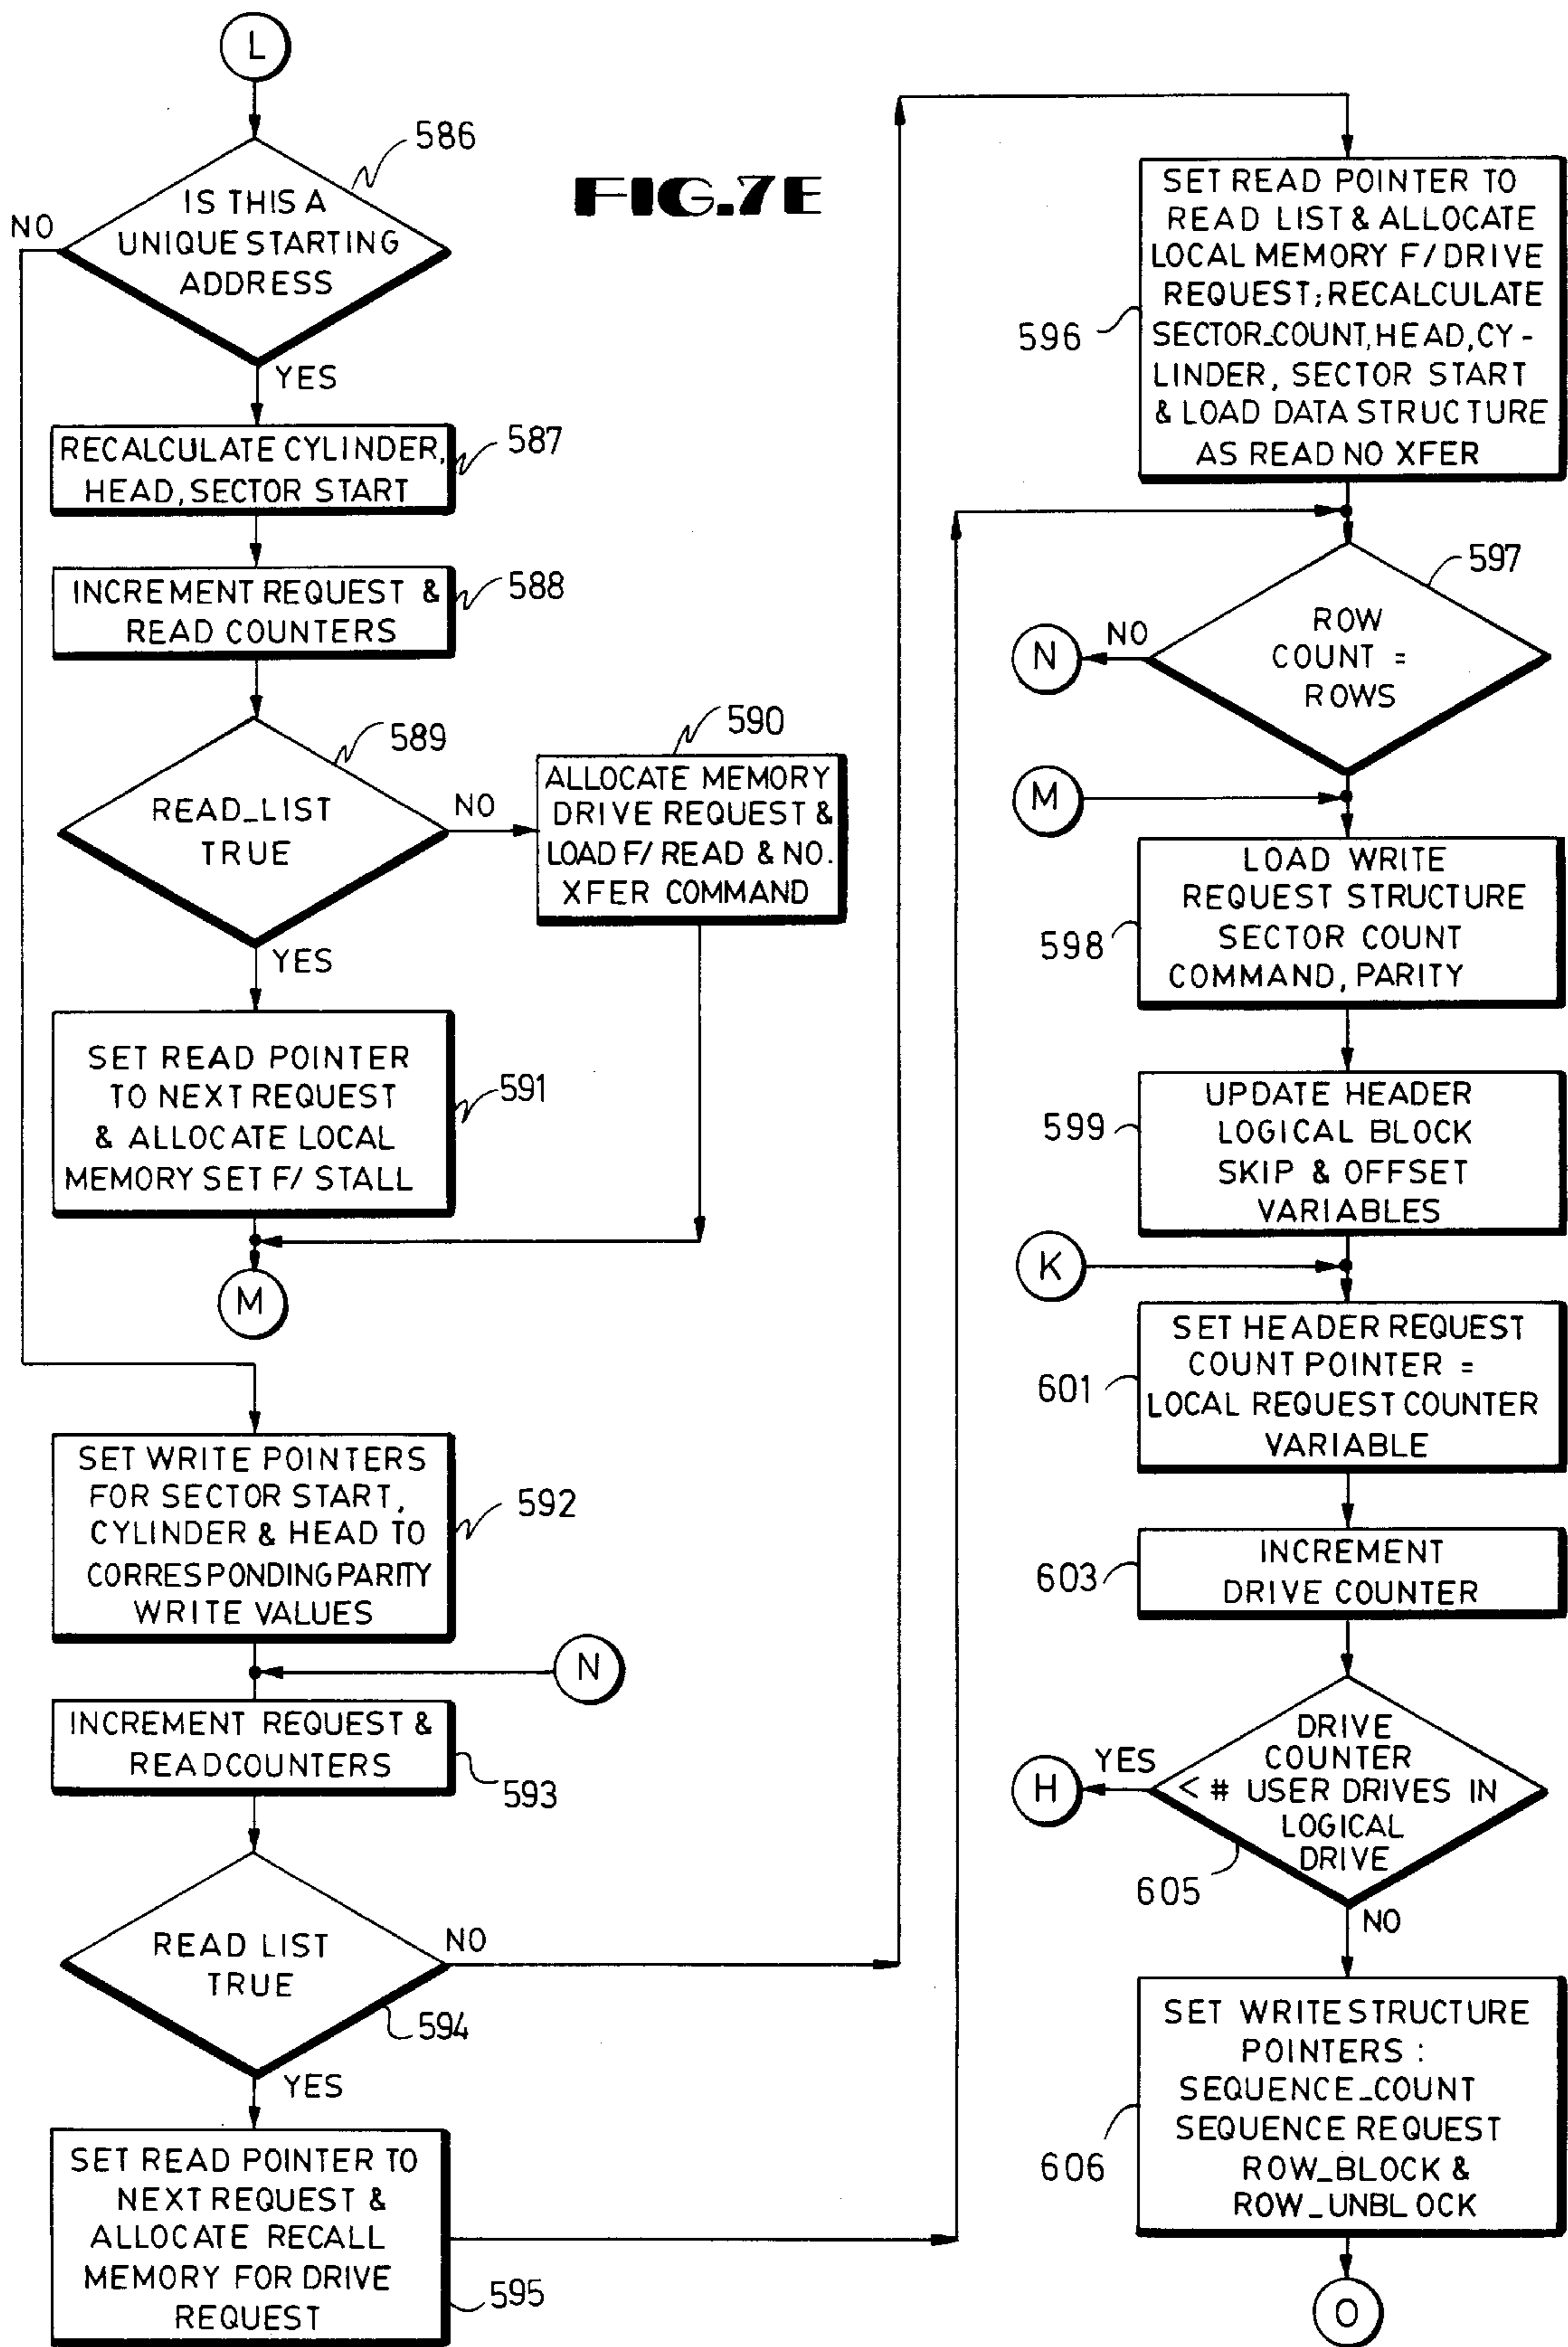 L
586
IS THIS A
UNIQUE STARTING
ADDRESS
NO
YES
FIG.7E
RECALCULATE CYLINDER,
HEAD, SECTOR START
587
INCREMENT REQUEST &
READ COUNTERS
588
589
READ_LIST
TRUE
NO
YES
590
ALLOCATE MEMORY
DRIVE REQUEST &
LOAD F/ READ & NO.
XFER COMMAND
SET READ POINTER
TO NEXT REQUEST
& ALLOCATE LOCAL
MEMORY SET F/ STALL
591
M
SET WRITE POINTERS
FOR SECTOR START,
CYLINDER & HEAD TO
CORRESPONDING PARITY
WRITE VALUES
592
N
INCREMENT REQUEST &
READ COUNTERS
593
READ LIST
TRUE
NO
594
YES
SET READ POINTER TO
NEXT REQUEST &
ALLOCATE RECALL
MEMORY FOR DRIVE
REQUEST
595
SET READ POINTER TO
READ LIST & ALLOCATE
LOCAL MEMORY F/ DRIVE
REQUEST; RECALCULATE
SECTOR_COUNT, HEAD, CY-
LINDER, SECTOR START
& LOAD DATA STRUCTURE
AS READ NO XFER
596
597
ROW
COUNT =
ROWS
NO
N
M
LOAD WRITE
REQUEST STRUCTURE
SECTOR COUNT
COMMAND, PARITY
598
UPDATE HEADER
LOGICAL BLOCK
SKIP & OFFSET
VARIABLES
599
K
SET HEADER REQUEST
COUNT POINTER =
LOCAL REQUEST COUNTER
VARIABLE
601
INCREMENT
DRIVE COUNTER
603
DRIVE
COUNTER
< # USER DRIVES IN
LOGICAL
DRIVE
YES
H
605
NO
SET WRITE STRUCTURE
POINTERS :
SEQUENCE_COUNT
SEQUENCE REQUEST
ROW_BLOCK &
ROW_UNBLOCK
606
O